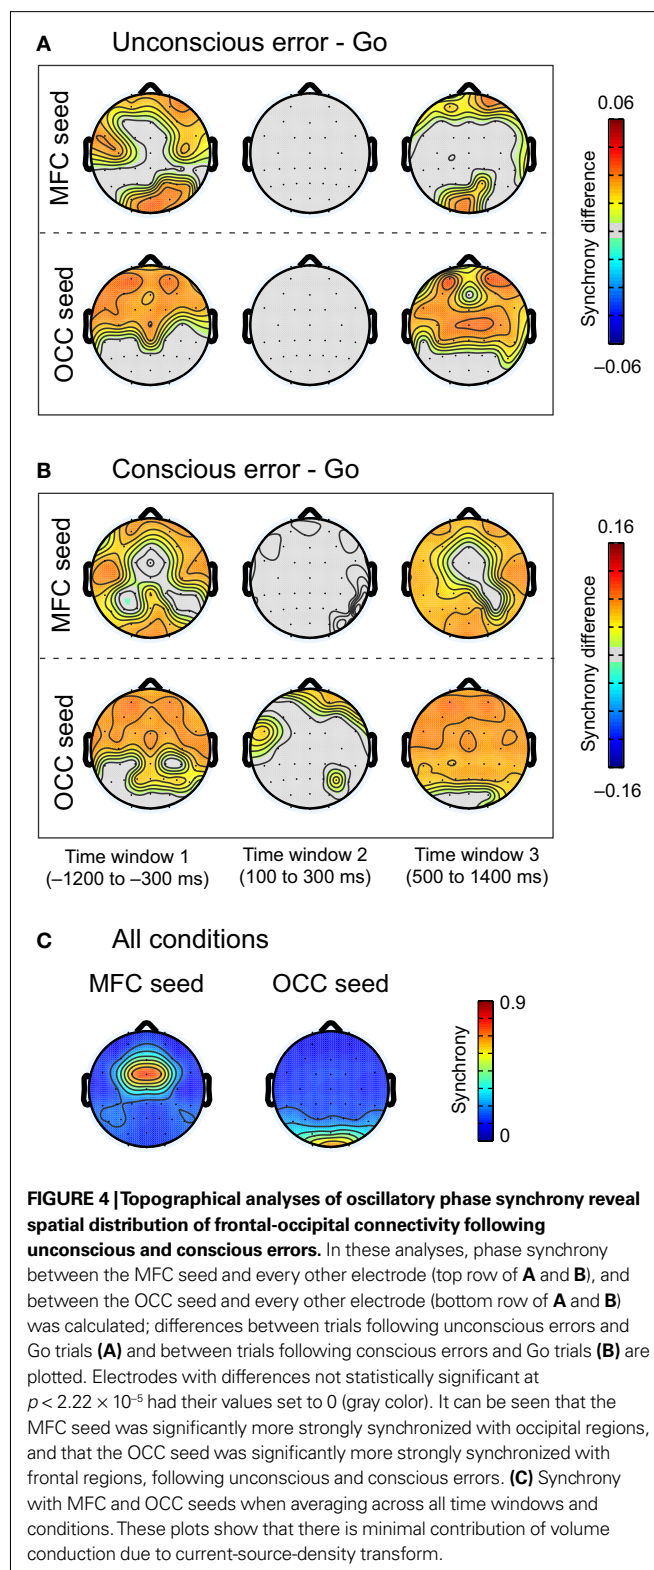 A Unconscious error - Go
MFC seed
OCC seed
0.06
Synchrony difference
–0.06
B Conscious error - Go
MFC seed
OCC seed
0.16
Synchrony difference
–0.16
Time window 1 Time window 2 Time window 3
(–1200 to –300 ms) (100 to 300 ms) (500 to 1400 ms)
C All conditions
MFC seed OCC seed
0.9
Synchrony
0
FIGURE 4 | Topographical analyses of oscillatory phase synchrony reveal
spatial distribution of frontal-occipital connectivity following
unconscious and conscious errors. In these analyses, phase synchrony
between the MFC seed and every other electrode (top row of A and B), and
between the OCC seed and every other electrode (bottom row of A and B)
was calculated; differences between trials following unconscious errors and
Go trials (A) and between trials following conscious errors and Go trials (B) are
plotted. Electrodes with differences not statistically significant at
p < 2.22 × 10⁻⁵ had their values set to 0 (gray color). It can be seen that the
MFC seed was significantly more strongly synchronized with occipital regions,
and that the OCC seed was significantly more strongly synchronized with
frontal regions, following unconscious and conscious errors. (C) Synchrony
with MFC and OCC seeds when averaging across all time windows and
conditions. These plots show that there is minimal contribution of volume
conduction due to current-source-density transform.